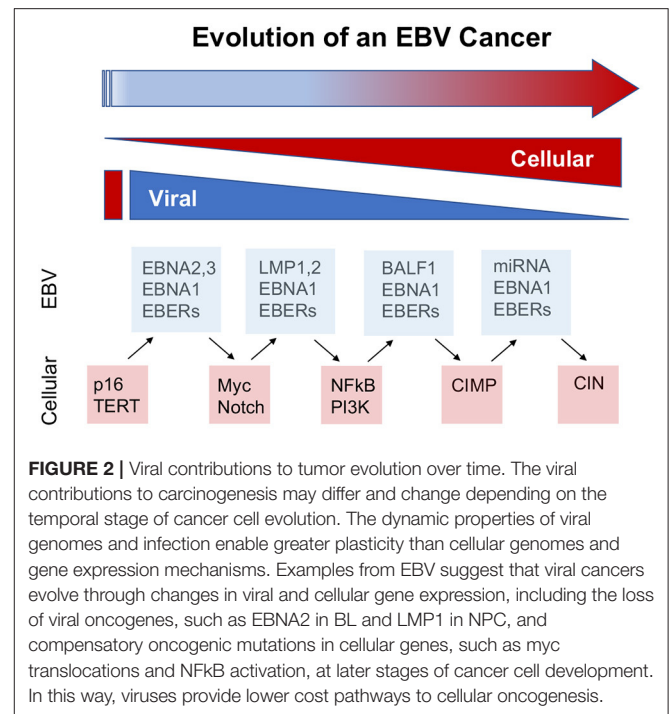 Evolution of an EBV Cancer
Cellular
Viral
EBV
EBNA2,3
EBNA1
EBERs
LMP1,2
EBNA1
EBERs
BALF1
EBNA1
EBERs
miRNA
EBNA1
EBERs
Cellular
p16
TERT
Myc
Notch
NFkB
PI3K
CIMP
CIN
FIGURE 2 | Viral contributions to tumor evolution over time. The viral
contributions to carcinogenesis may differ and change depending on the
temporal stage of cancer cell evolution. The dynamic properties of viral
genomes and infection enable greater plasticity than cellular genomes and
gene expression mechanisms. Examples from EBV suggest that viral cancers
evolve through changes in viral and cellular gene expression, including the loss
of viral oncogenes, such as EBNA2 in BL and LMP1 in NPC, and
compensatory oncogenic mutations in cellular genes, such as myc
translocations and NFkB activation, at later stages of cancer cell development.
In this way, viruses provide lower cost pathways to cellular oncogenesis.